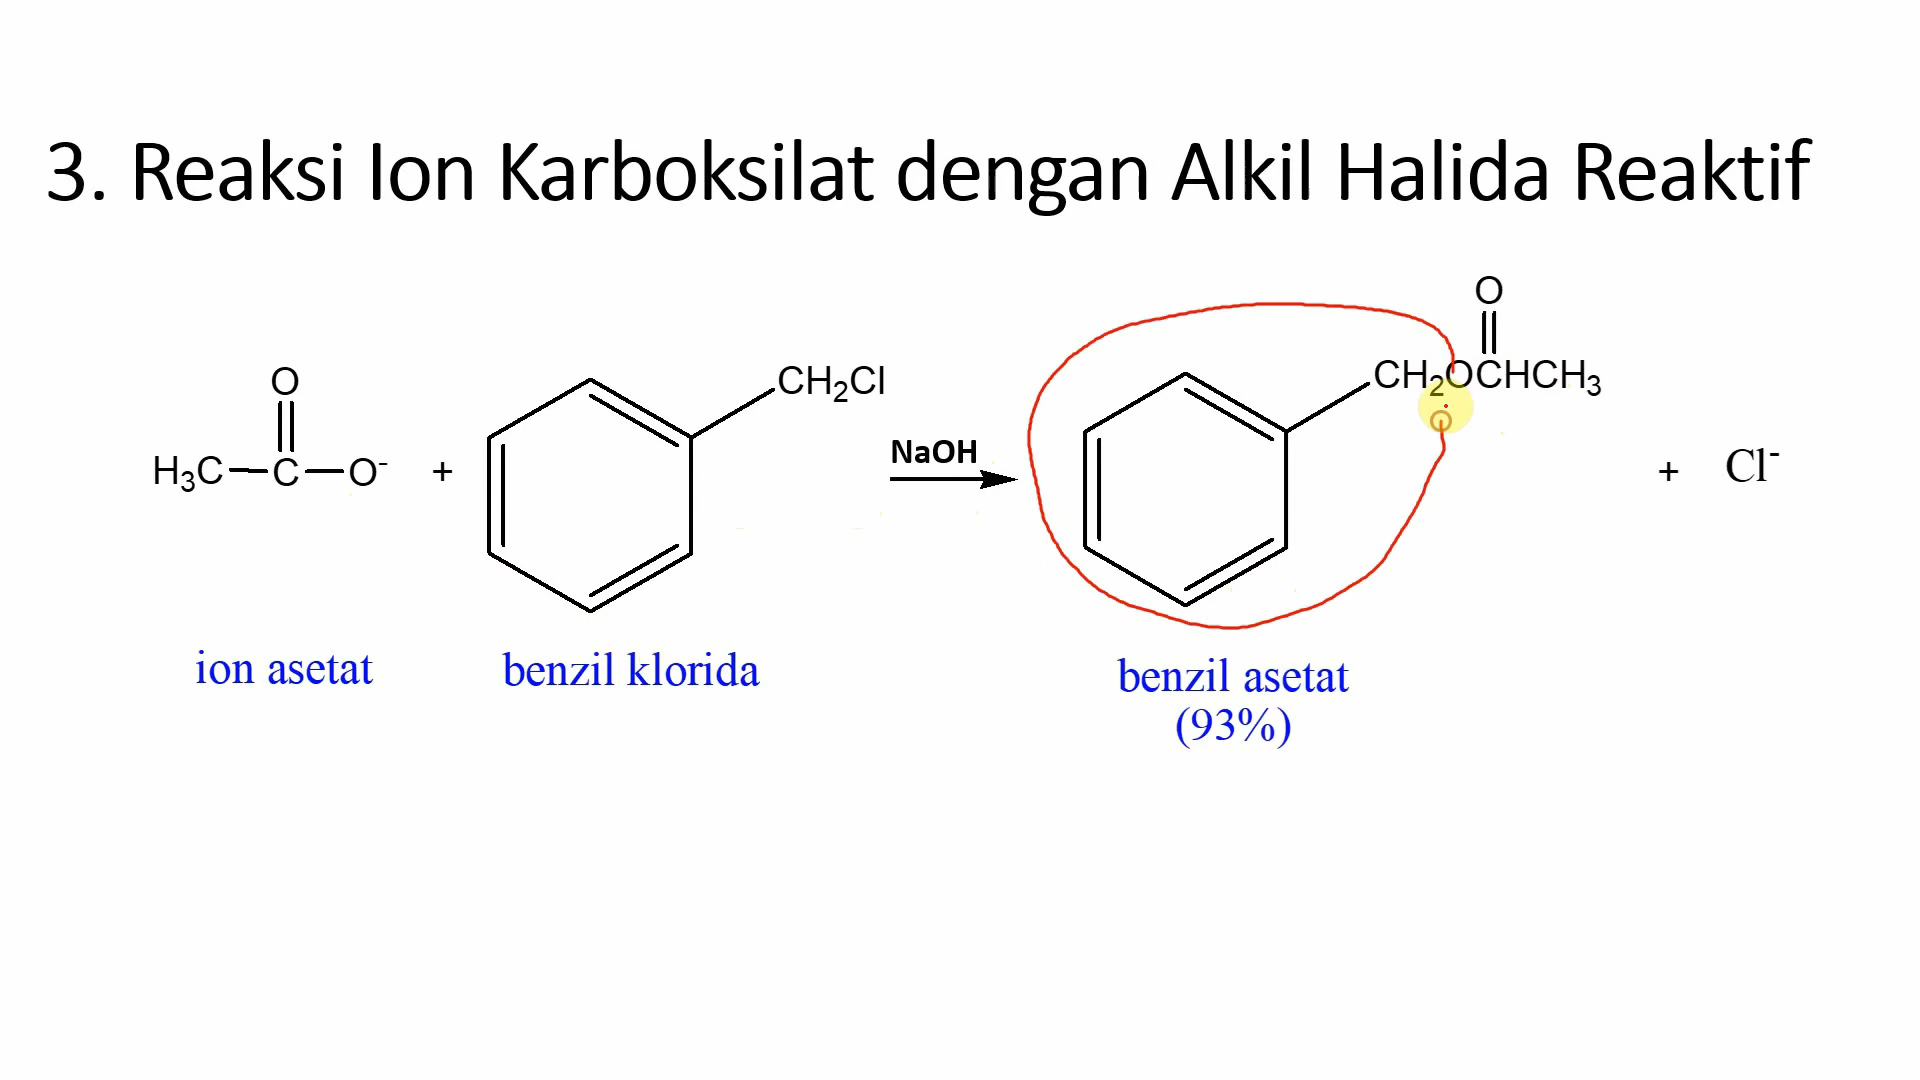 3. Reaksi Ion Karboksilat dengan Alkil Halida Reaktif
O
H₃C C O⁻ + CH₂Cl NaOH
O
CH₂OCHCH₃ + Cl⁻
ion asetat benzil klorida benzil asetat
(93%)